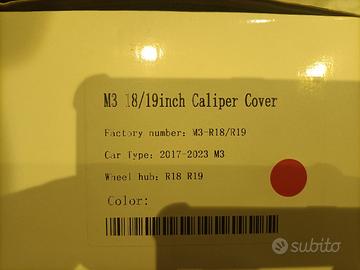 M3 18/19inch Caliper Cover
Factory number: M3-R18/R19
Car Type: 2017-2023 M3
Wheel hub: R18 R19
Color:
subito